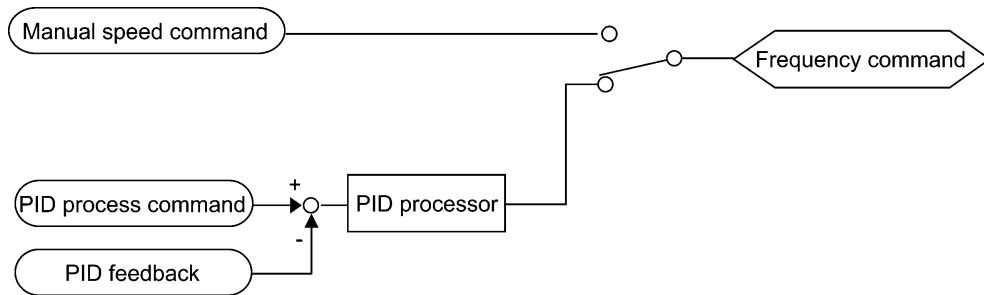 Manual speed command
Frequency command
+
PID process command
PID processor
-
PID feedback